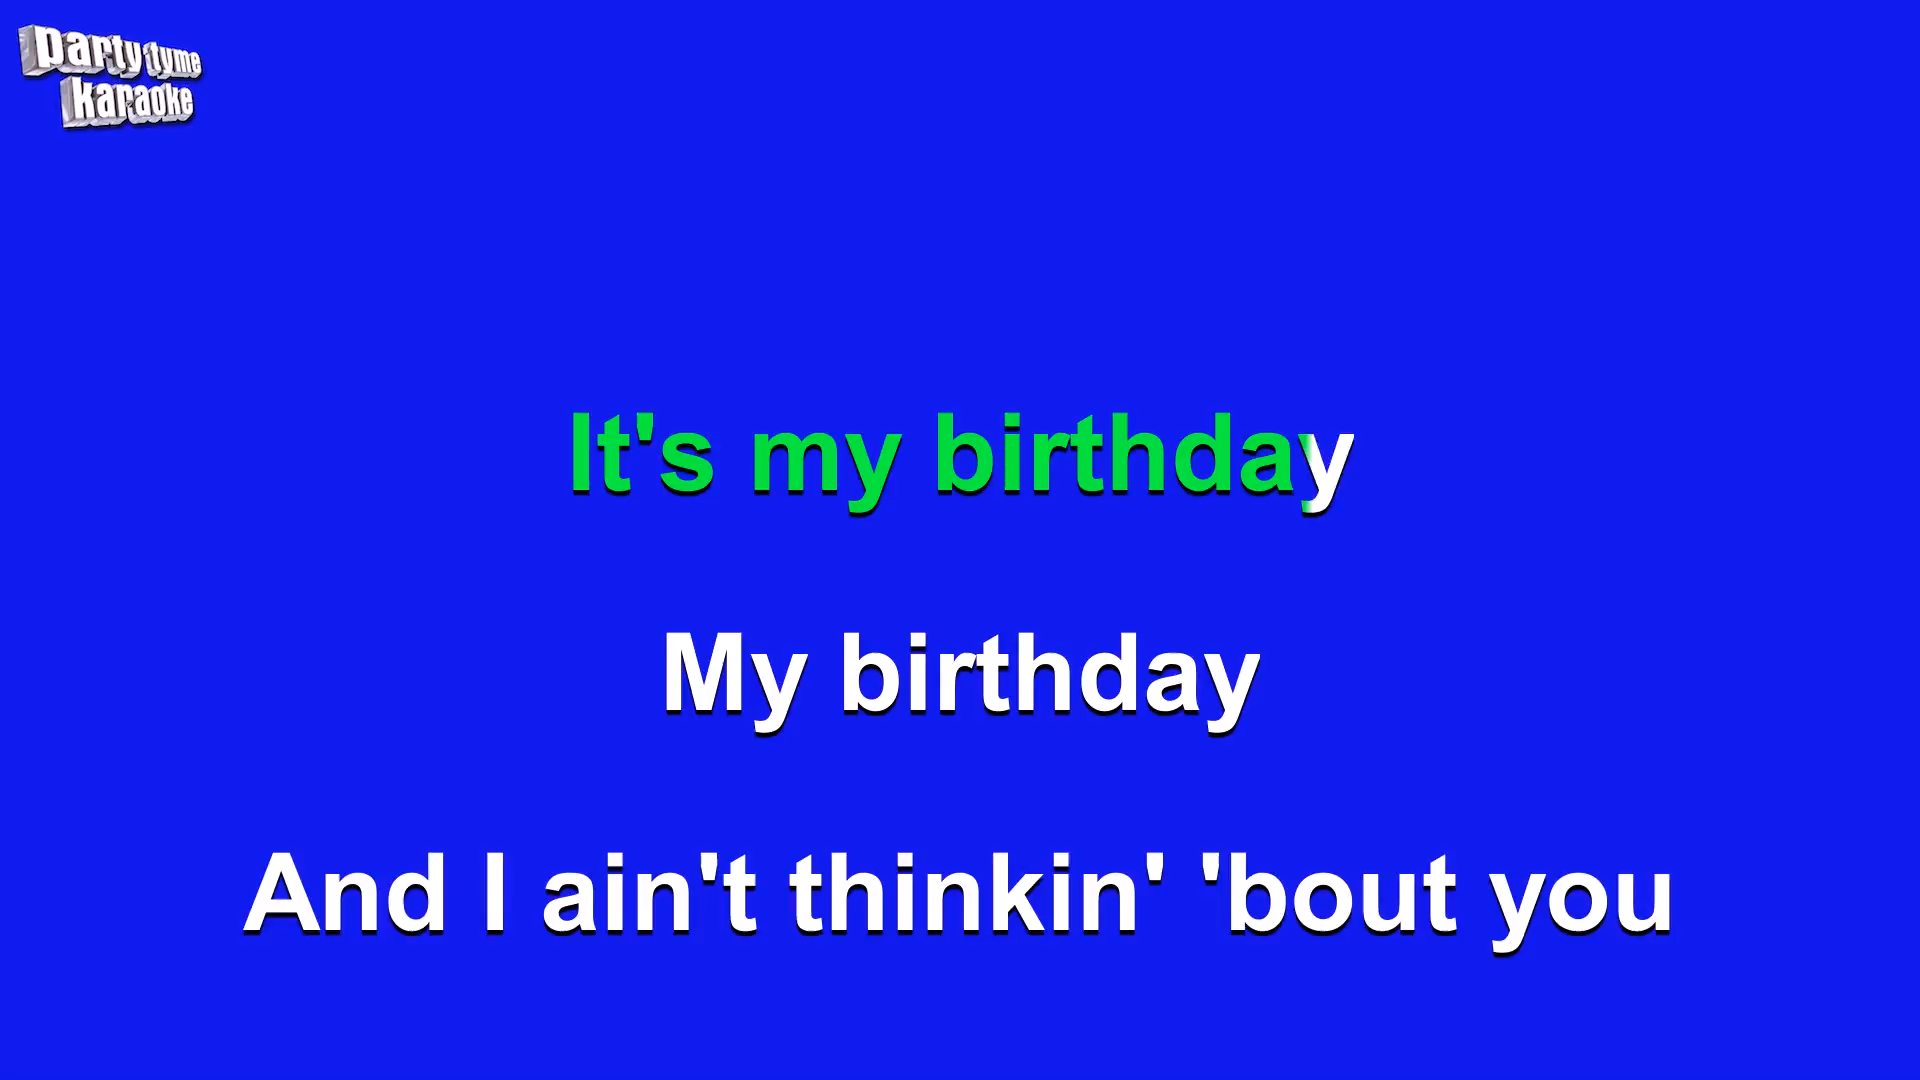 party tyme
karaoke
It's my birthday
My birthday
And I ain't thinkin' 'bout you